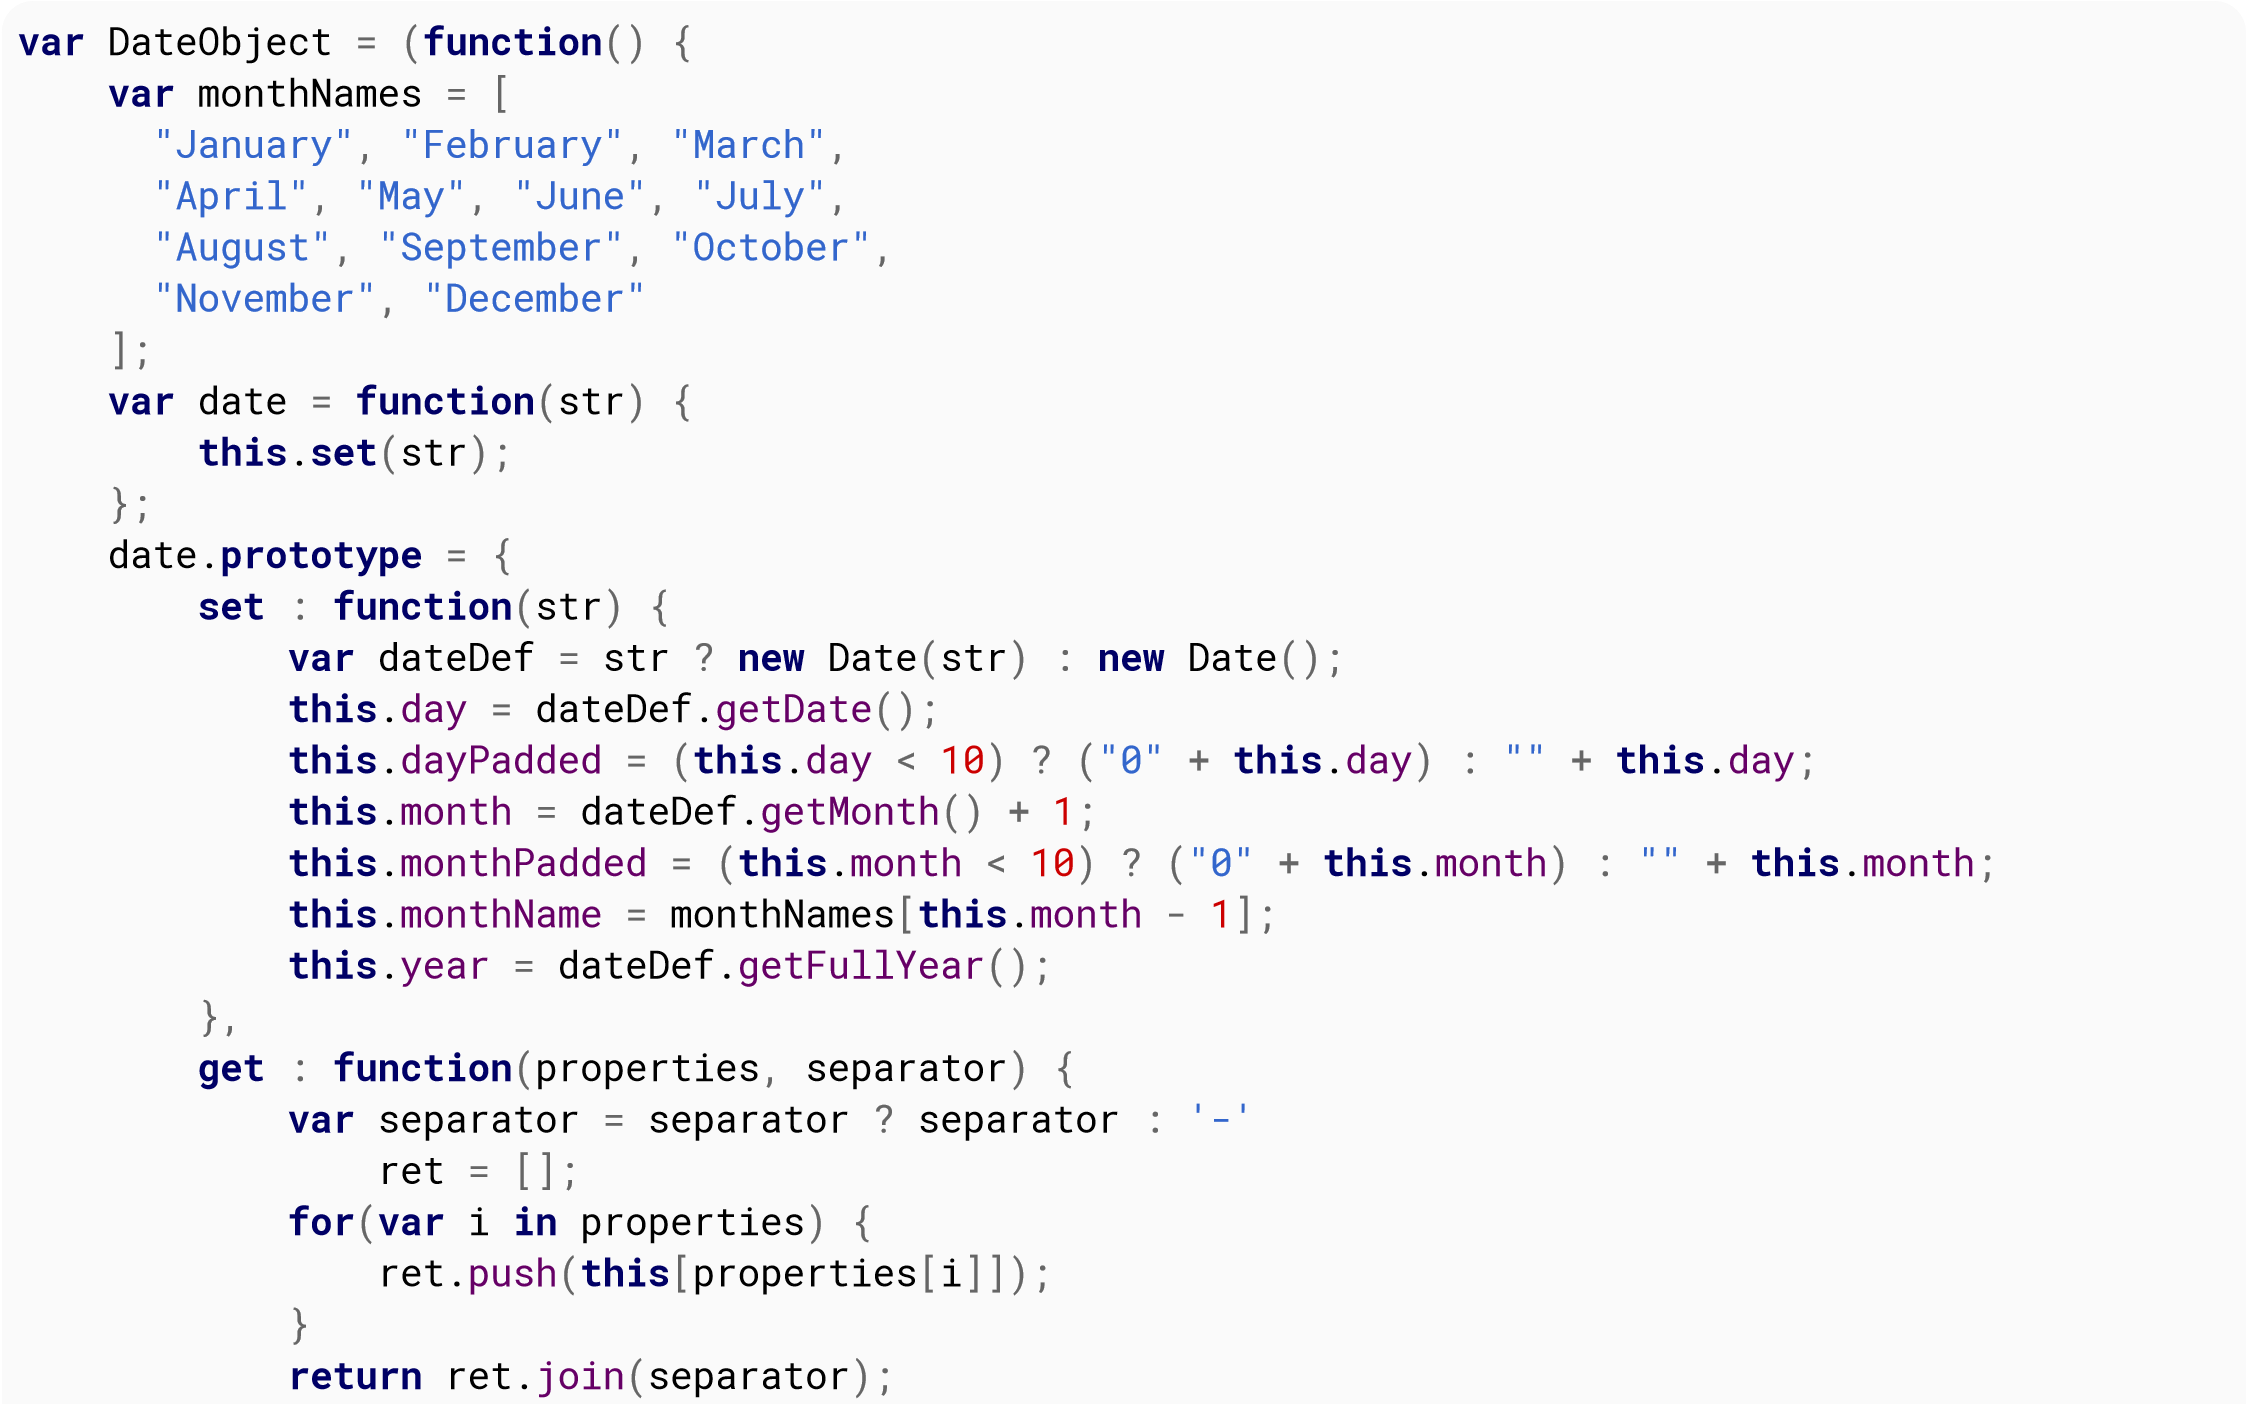 var DateObject = (function() {
    var monthNames = [
      "January", "February", "March",
      "April", "May", "June", "July",
      "August", "September", "October",
      "November", "December"
    ];
    var date = function(str) {
        this.set(str);
    };
    date.prototype = {
        set : function(str) {
            var dateDef = str ? new Date(str) : new Date();
            this.day = dateDef.getDate();
            this.dayPadded = (this.day < 10) ? ("0" + this.day) : "" + this.day;
            this.month = dateDef.getMonth() + 1;
            this.monthPadded = (this.month < 10) ? ("0" + this.month) : "" + this.month;
            this.monthName = monthNames[this.month - 1];
            this.year = dateDef.getFullYear();
        },
        get : function(properties, separator) {
            var separator = separator ? separator : '-'
                ret = [];
            for(var i in properties) {
                ret.push(this[properties[i]]);
            }
            return ret.join(separator);